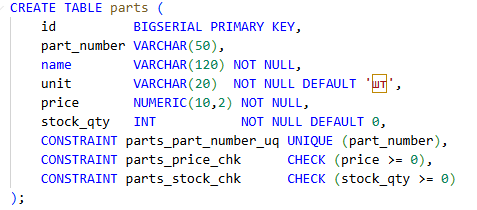 CREATE TABLE parts (
    id          BIGSERIAL PRIMARY KEY,
    part_number VARCHAR(50),
    name        VARCHAR(120) NOT NULL,
    unit        VARCHAR(20)  NOT NULL DEFAULT 'шт',
    price       NUMERIC(10,2) NOT NULL,
    stock_qty   INT           NOT NULL DEFAULT 0,
    CONSTRAINT parts_part_number_uq UNIQUE (part_number),
    CONSTRAINT parts_price_chk      CHECK (price >= 0),
    CONSTRAINT parts_stock_chk      CHECK (stock_qty >= 0)
);